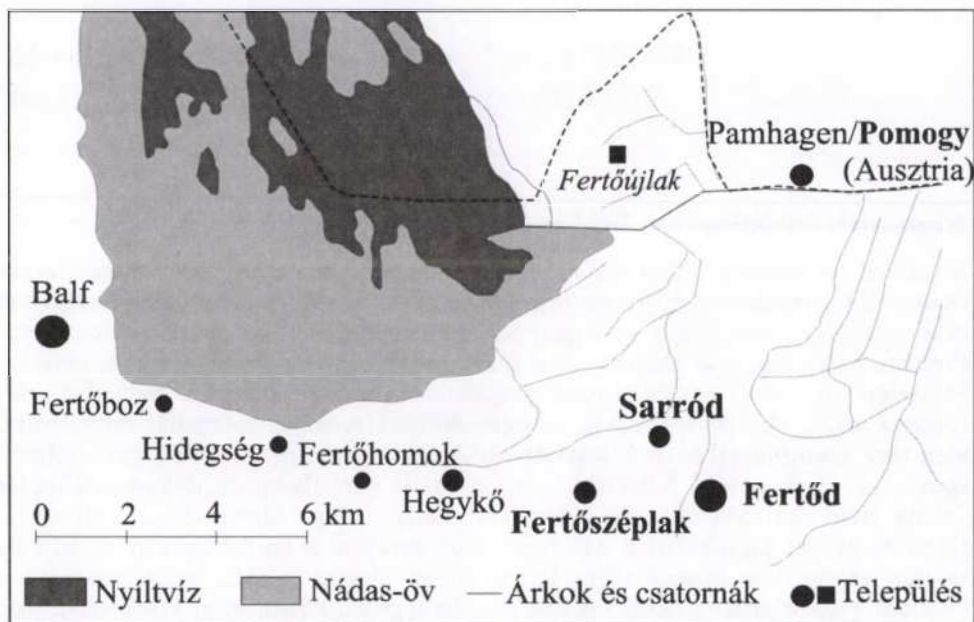 Pamhagen/Pomogy
(Ausztria)
Fertőújlak
Balf
Fertőboz
Sarród
Hidegség
Fertőhomok
Hegykő
Fertőd
Fertőszéplak
0 2 4 6 km
Nyíltvíz Nádas-öv Árkok és csatornák Település